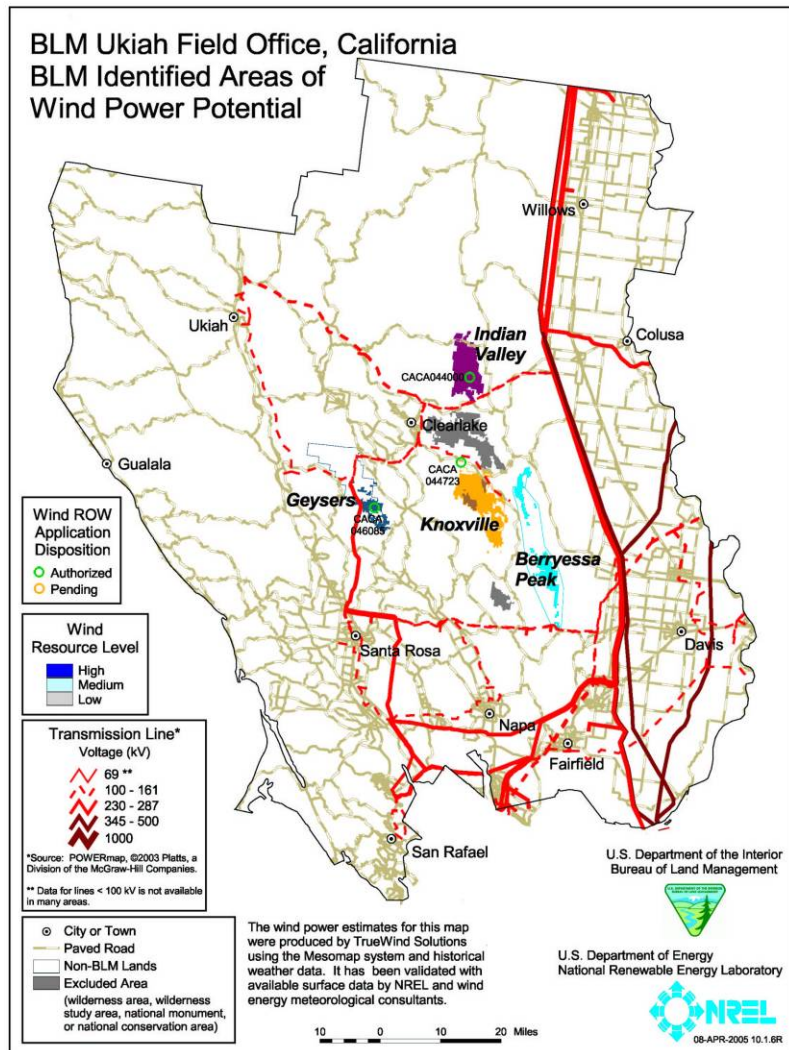 BLM Ukiah Field Office, California
BLM Identified Areas of
Wind Power Potential
Willows
Ukiah
Colusa
Indian
Valley
CACA044000
Clearlake
Gualala
CACA
044723
Geysers
CACA
046085
Knoxville
Berryessa
Peak
Wind ROW
Application
Disposition
Authorized
Pending
Wind
Resource Level
High
Medium
Low
Santa Rosa
Davis
Napa
Fairfield
San Rafael
Transmission Line*
Voltage (kV)
69 **
100 - 161
230 - 287
345 - 500
1000
*Source: POWERmap, ©2003 Platts, a
Division of the McGraw-Hill Companies.
** Data for lines < 100 kV is not available
in many areas.
City or Town
Paved Road
Non-BLM Lands
Excluded Area
(wilderness area, wilderness
study area, national monument,
or national conservation area)
The wind power estimates for this map
were produced by TrueWind Solutions
using the Mesomap system and historical
weather data. It has been validated with
available surface data by NREL and wind
energy meteorological consultants.
10 0 10 20 Miles
U.S. Department of the Interior
Bureau of Land Management
U.S. Department of Energy
National Renewable Energy Laboratory
NREL
08-APR-2005 10.1.6R